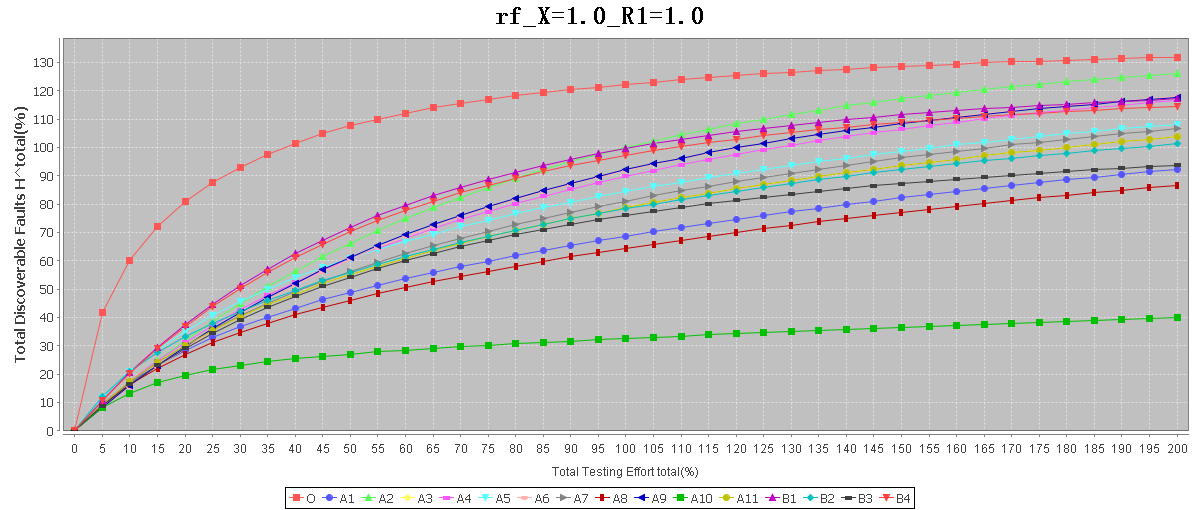 rf_X=1.0_R1=1.0
Total Discoverable Faults H^ total(%)
130
120
110
100
90
80
70
60
50
40
30
20
10
0
0 5 10 15 20 25 30 35 40 45 50 55 60 65 70 75 80 85 90 95 100 105 110 115 120 125 130 135 140 145 150 155 160 165 170 175 180 185 190 195 200
Total Testing Effort total(%)
O A1 A2 A3 A4 A5 A6 A7 A8 A9 A10 A11 B1 B2 B3 B4